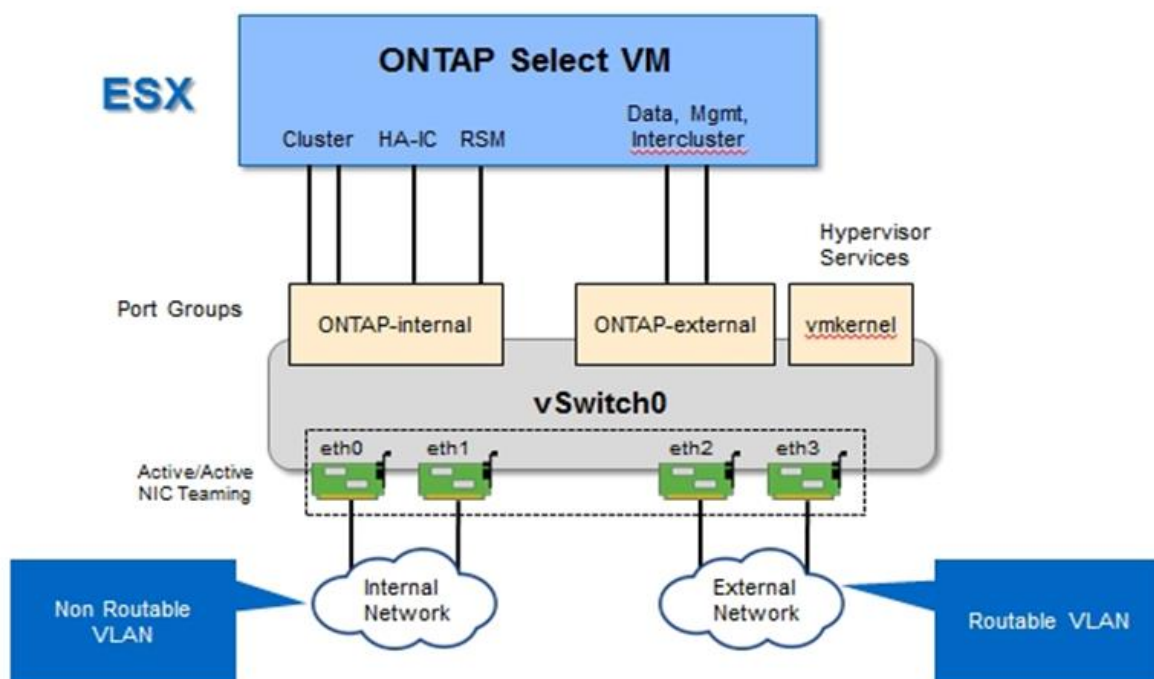 ONTAP Select VM
ESX
Cluster
HA-IC
RSM
Data, Mgmt,
Intercluster
Hypervisor
Services
Port Groups
ONTAP-internal
ONTAP-external
vmkernel
vSwitch0
eth0
eth1
eth2
eth3
Active/Active
NIC Teaming
Internal
Network
External
Network
Non Routable
VLAN
Routable VLAN